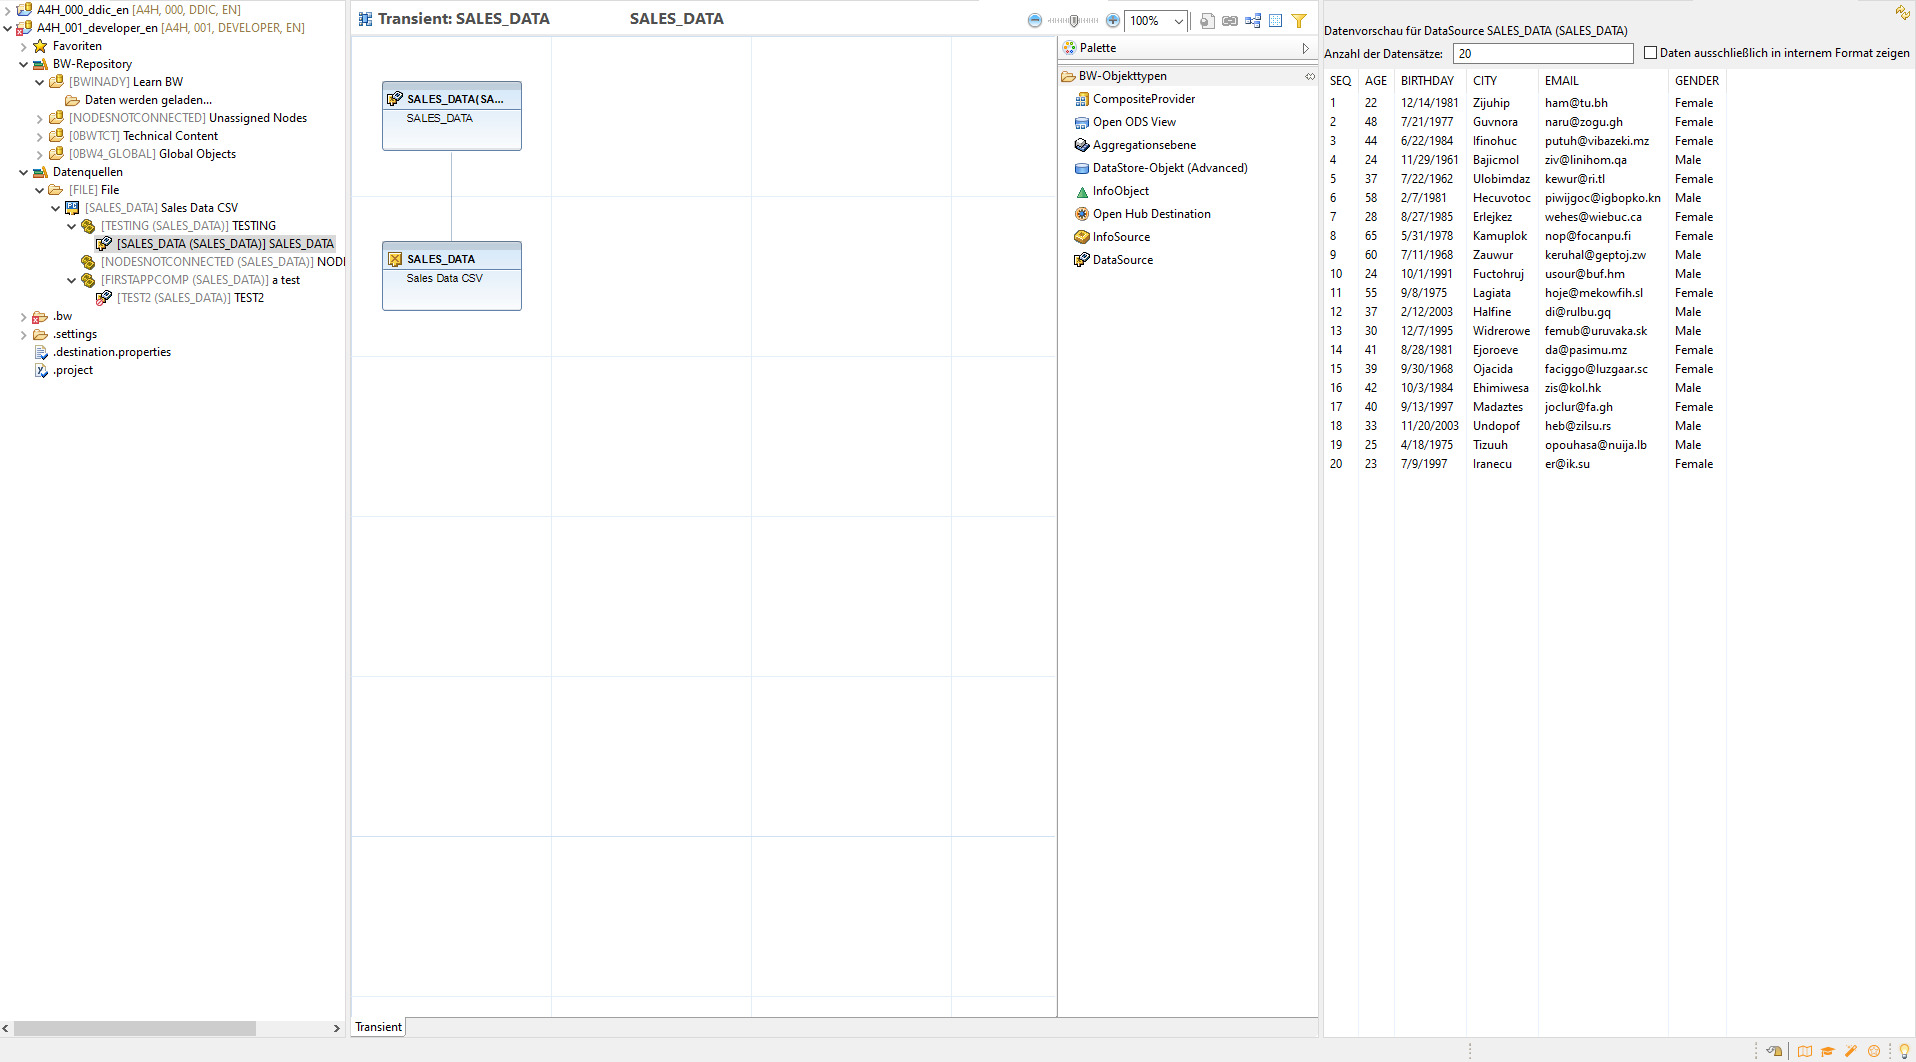 A4H_000_ddic_en [A4H, 000, DDIC, EN]
A4H_001_developer_en [A4H, 001, DEVELOPER, EN]
Favoriten
BW-Repository
[BWINADY] Learn BW
Daten werden geladen...
[NODESNOTCONNECTED] Unassigned Nodes
[0BWTCT] Technical Content
[0BW4_GLOBAL] Global Objects
Datenquellen
[FILE] File
[SALES_DATA] Sales Data CSV
[TESTING (SALES_DATA)] TESTING
[SALES_DATA (SALES_DATA)] SALES_DATA
[NODESNOTCONNECTED (SALES_DATA)] NODI
[FIRSTAPPCOMP (SALES_DATA)] a test
[TEST2 (SALES_DATA)] TEST2
.bw
.settings
.destination.properties
.project
Transient: SALES_DATA SALES_DATA
100%
SALES_DATA(SA...
SALES_DATA
SALES_DATA
Sales Data CSV
Transient
Palette
BW-Objekttypen
CompositeProvider
Open ODS View
Aggregationsebene
DataStore-Objekt (Advanced)
InfoObject
Open Hub Destination
InfoSource
DataSource
Datenvorschau für DataSource SALES_DATA (SALES_DATA)
Anzahl der Datensätze: 20 Daten ausschließlich in internem Format zeigen
SEQ AGE BIRTHDAY CITY EMAIL GENDER
1 22 12/14/1981 Zijuhip ham@tu.bh Female
2 48 7/21/1977 Guvnora naru@zogu.gh Female
3 44 6/22/1984 Ifinohuc putuh@vibazeki.mz Female
4 24 11/29/1961 Bajicmol ziv@linihom.qa Male
5 37 7/22/1962 Ulobimdaz kewur@ri.tl Female
6 58 2/7/1981 Hecuvotoc piwijgoc@igbopko.kn Male
7 28 8/27/1985 Erlejkez wehes@wiebuc.ca Female
8 65 5/31/1978 Kamuplok nop@focanpu.fi Female
9 60 7/11/1968 Zauwur keruhal@geptoj.zw Male
10 24 10/1/1991 Fuctohruj usour@buf.hm Male
11 55 9/8/1975 Lagiata hoje@mekowfih.sl Female
12 37 2/12/2003 Halfine di@rulbu.gq Male
13 30 12/7/1995 Widrerowe femub@uruvaka.sk Male
14 41 8/28/1981 Ejoroeve da@pasimu.mz Female
15 39 9/30/1968 Ojacida faciggo@luzgaar.sc Female
16 42 10/3/1984 Ehimiwesa zis@kol.hk Male
17 40 9/13/1997 Madaztes joclur@fa.gh Female
18 33 11/20/2003 Undopof heb@zilsu.rs Male
19 25 4/18/1975 Tizuuh opouhasa@nuija.lb Male
20 23 7/9/1997 Iranecu er@ik.su Female